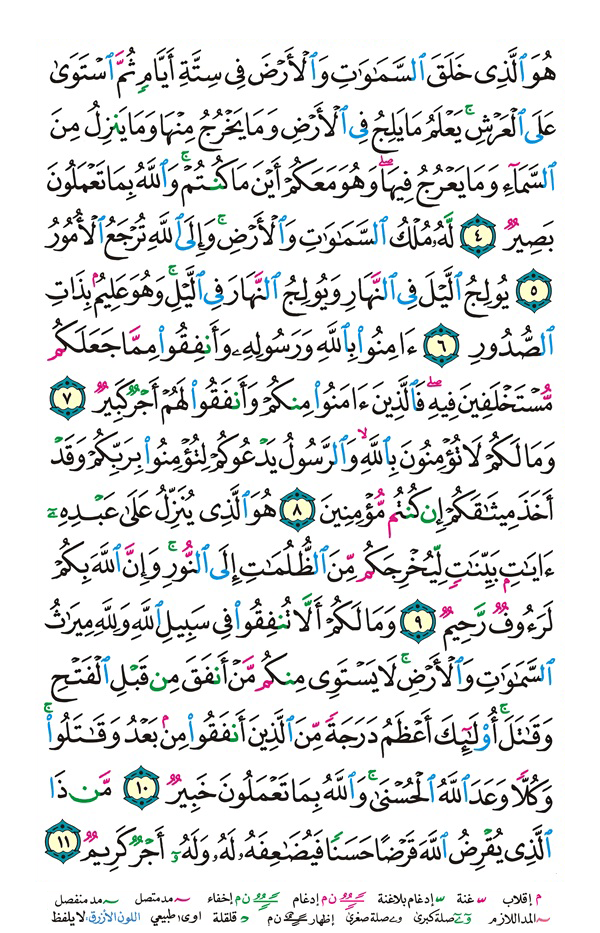 هُوَ ٱلَّذِى خَلَقَ ٱلسَّمَٰوَٰتِ وَٱلْأَرْضَ فِى سِتَّةِ أَيَّامٍ ثُمَّ ٱسْتَوَىٰ
عَلَى ٱلْعَرْشِ ۚ يَعْلَمُ مَا يَلِجُ فِى ٱلْأَرْضِ وَمَا يَخْرُجُ مِنْهَا وَمَا يَنزِلُ مِنَ
ٱلسَّمَآءِ وَمَا يَعْرُجُ فِيهَا ۖ وَهُوَ مَعَكُمْ أَيْنَ مَا كُنتُمْ ۚ وَٱللَّهُ بِمَا تَعْمَلُونَ
بَصِيرٌ ٤ لَّهُۥ مُلْكُ ٱلسَّمَٰوَٰتِ وَٱلْأَرْضِ ۚ وَإِلَى ٱللَّهِ تُرْجَعُ ٱلْأُمُورُ
٥ يُولِجُ ٱلَّيْلَ فِى ٱلنَّهَارِ وَيُولِجُ ٱلنَّهَارَ فِى ٱلَّيْلِ ۚ وَهُوَ عَلِيمٌۢ بِذَاتِ
ٱلصُّدُورِ ٦ ءَامِنُوا۟ بِٱللَّهِ وَرَسُولِهِۦ وَأَنفِقُوا۟ مِمَّا جَعَلَكُم
مُّسْتَخْلَفِينَ فِيهِ ۖ فَٱلَّذِينَ ءَامَنُوا۟ مِنكُمْ وَأَنفَقُوا۟ لَهُمْ أَجْرٌ كَبِيرٌ ٧
وَمَا لَكُمْ لَا تُؤْمِنُونَ بِٱللَّهِ ۙ وَٱلرَّسُولُ يَدْعُوكُمْ لِتُؤْمِنُوا۟ بِرَبِّكُمْ وَقَدْ
أَخَذَ مِيثَٰقَكُمْ إِن كُنتُم مُّؤْمِنِينَ ٨ هُوَ ٱلَّذِى يُنَزِّلُ عَلَىٰ عَبْدِهِۦٓ
ءَايَٰتٍۭ بَيِّنَٰتٍ لِّيُخْرِجَكُم مِّنَ ٱلظُّلُمَٰتِ إِلَى ٱلنُّورِ ۚ وَإِنَّ ٱللَّهَ بِكُمْ
لَرَءُوفٌ رَّحِيمٌ ٩ وَمَا لَكُمْ أَلَّا تُنفِقُوا۟ فِى سَبِيلِ ٱللَّهِ وَلِلَّهِ مِيرَٰثُ
ٱلسَّمَٰوَٰتِ وَٱلْأَرْضِ ۚ لَا يَسْتَوِى مِنكُم مَّنْ أَنفَقَ مِن قَبْلِ ٱلْفَتْحِ
وَقَٰتَلَ ۚ أُو۟لَٰٓئِكَ أَعْظَمُ دَرَجَةً مِّنَ ٱلَّذِينَ أَنفَقُوا۟ مِنۢ بَعْدُ وَقَٰتَلُوا۟ ۚ
وَكُلًّا وَعَدَ ٱللَّهُ ٱلْحُسْنَىٰ ۚ وَٱللَّهُ بِمَا تَعْمَلُونَ خَبِيرٌ ١٠ مَّن ذَا
ٱلَّذِى يُقْرِضُ ٱللَّهَ قَرْضًا حَسَنًا فَيُضَٰعِفَهُۥ لَهُۥ وَلَهُۥٓ أَجْرٌ كَرِيمٌ ١١
م إقلاب غنة إدغام بلاغنة ن م إدغام ن م إخفاء مد متصل مد منفصل
المد اللازم صلة كبرى صلة صغرى إظهار ن م قلقلة اوى طبيعي اللون الأزرق: لا يلفظ